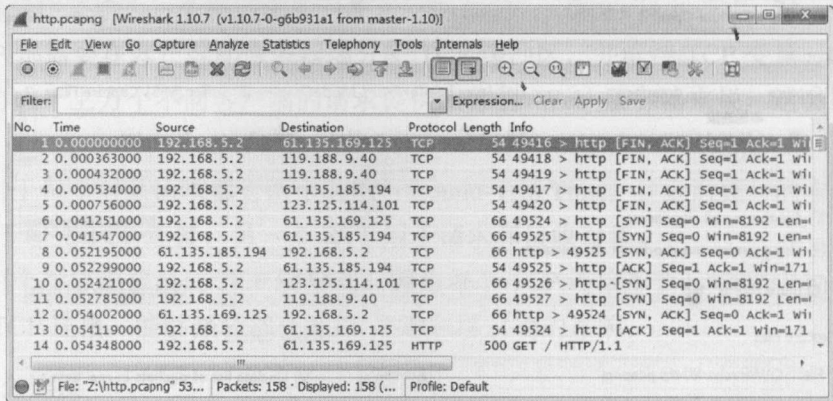 http.pcapng [Wireshark 1.10.7 (v1.10.7-0-g6b931a1 from master-1.10)]
File Edit View Go Capture Analyze Statistics Telephony Tools Internals Help
Filter: Expression... Clear Apply Save
No. Time Source Destination Protocol Length Info
1 0.000000000 192.168.5.2 61.135.169.125 TCP 54 49416 > http [FIN, ACK] Seq=1 Ack=1 Wi
2 0.000363000 192.168.5.2 119.188.9.40 TCP 54 49418 > http [FIN, ACK] Seq=1 Ack=1 Wi
3 0.000432000 192.168.5.2 119.188.9.40 TCP 54 49419 > http [FIN, ACK] Seq=1 Ack=1 Wi
4 0.000534000 192.168.5.2 61.135.185.194 TCP 54 49417 > http [FIN, ACK] Seq=1 Ack=1 Wi
5 0.000756000 192.168.5.2 123.125.114.101 TCP 54 49420 > http [FIN, ACK] Seq=1 Ack=1 Wi
6 0.041251000 192.168.5.2 61.135.169.125 TCP 66 49524 > http [SYN] Seq=0 Win=8192 Len=
7 0.041547000 192.168.5.2 61.135.185.194 TCP 66 49525 > http [SYN] Seq=0 Win=8192 Len=
8 0.052195000 61.135.185.194 192.168.5.2 TCP 66 http > 49525 [SYN, ACK] Seq=0 Ack=1 Wi
9 0.052299000 192.168.5.2 61.135.185.194 TCP 54 49525 > http [ACK] Seq=1 Ack=1 Win=171
10 0.052421000 192.168.5.2 123.125.114.101 TCP 66 49526 > http [SYN] Seq=0 Win=8192 Len=
11 0.052785000 192.168.5.2 119.188.9.40 TCP 66 49527 > http [SYN] Seq=0 Win=8192 Len=
12 0.054002000 61.135.169.125 192.168.5.2 TCP 66 http > 49524 [SYN, ACK] Seq=0 Ack=1 Wi
13 0.054119000 192.168.5.2 61.135.169.125 TCP 54 49524 > http [ACK] Seq=1 Ack=1 Win=171
14 0.054348000 192.168.5.2 61.135.169.125 HTTP 500 GET / HTTP/1.1
File: "Z:\http.pcapng" 53... Packets: 158 · Displayed: 158 (... Profile: Default